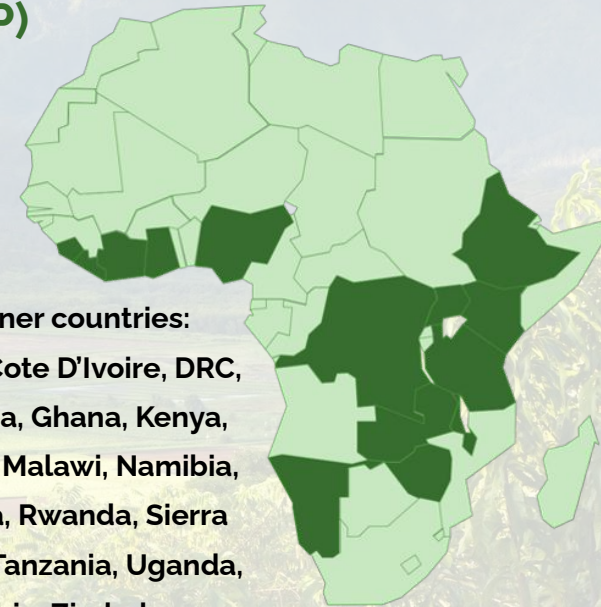 P)
ner countries:
Cote D'Ivoire, DRC,
a, Ghana, Kenya,
Malawi, Namibia,
a, Rwanda, Sierra
Tanzania, Uganda,